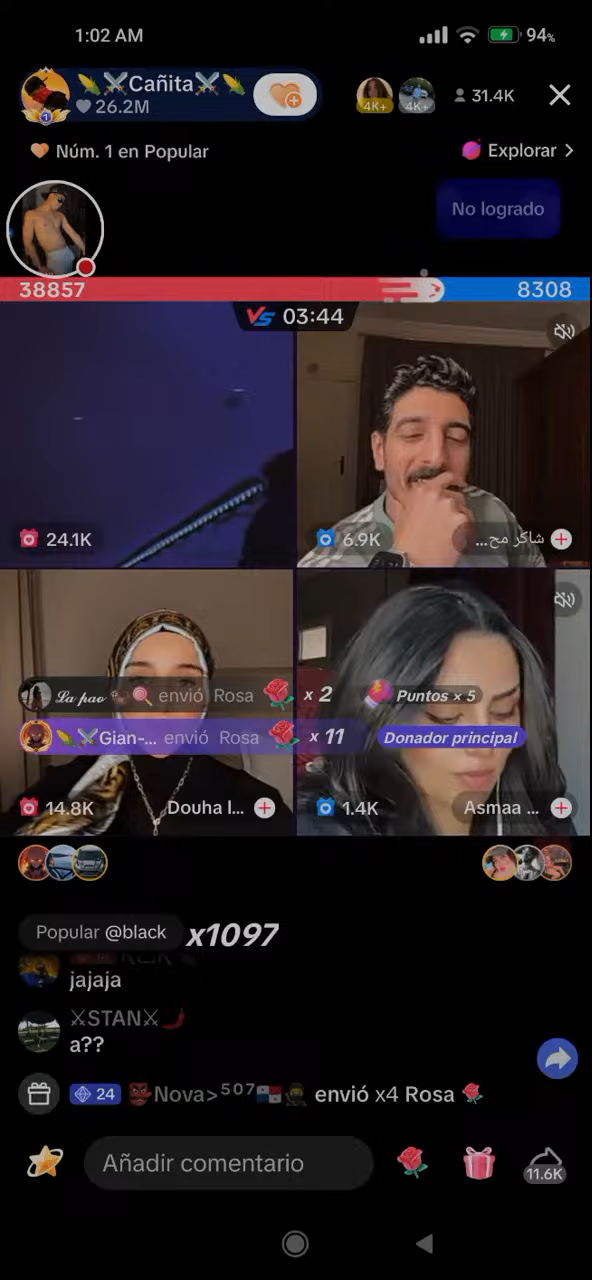 1:02 AM
94%
🌽⚔️Cañita⚔️🌽
26.2M
4K+
4K+
31.4K
Núm. 1 en Popular
Explorar
No logrado
38857
8308
VS 03:44
24.1K
6.9K
شاكر مح...
La pao envió Rosa x 2
Puntos × 5
🌽⚔️Gian-... envió Rosa x 11
Donador principal
14.8K
Douha I...
1.4K
Asmaa ...
Popular @black x1097
jajaja
⚔STAN⚔🌶️
a??
24 👺Nova>⁵⁰⁷🇵🇦🥷 envió x4 Rosa 🌹
Añadir comentario
11.6K